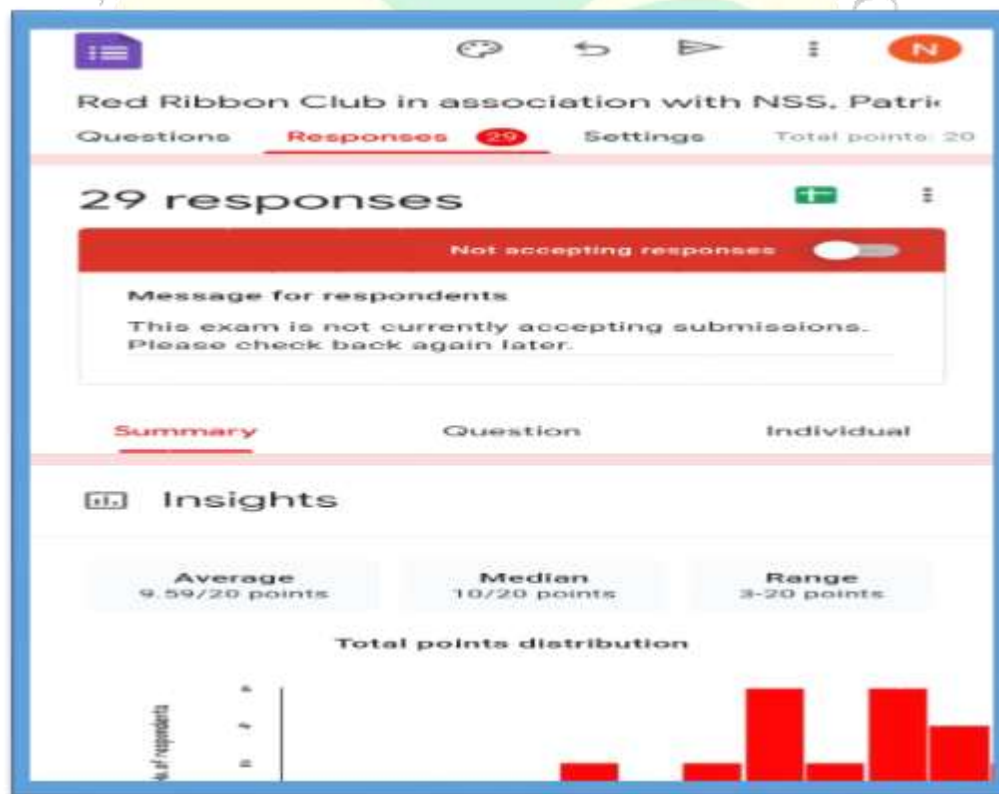 N
Red Ribbon Club in association with NSS, Patri
Questions Responses 29 Settings Total points: 20
29 responses
Not accepting responses
Message for respondents
This exam is not currently accepting submissions.
Please check back again later.
Summary Question Individual
Insights
Average Median Range
9.59/20 points 10/20 points 3-20 points
Total points distribution
of respondents